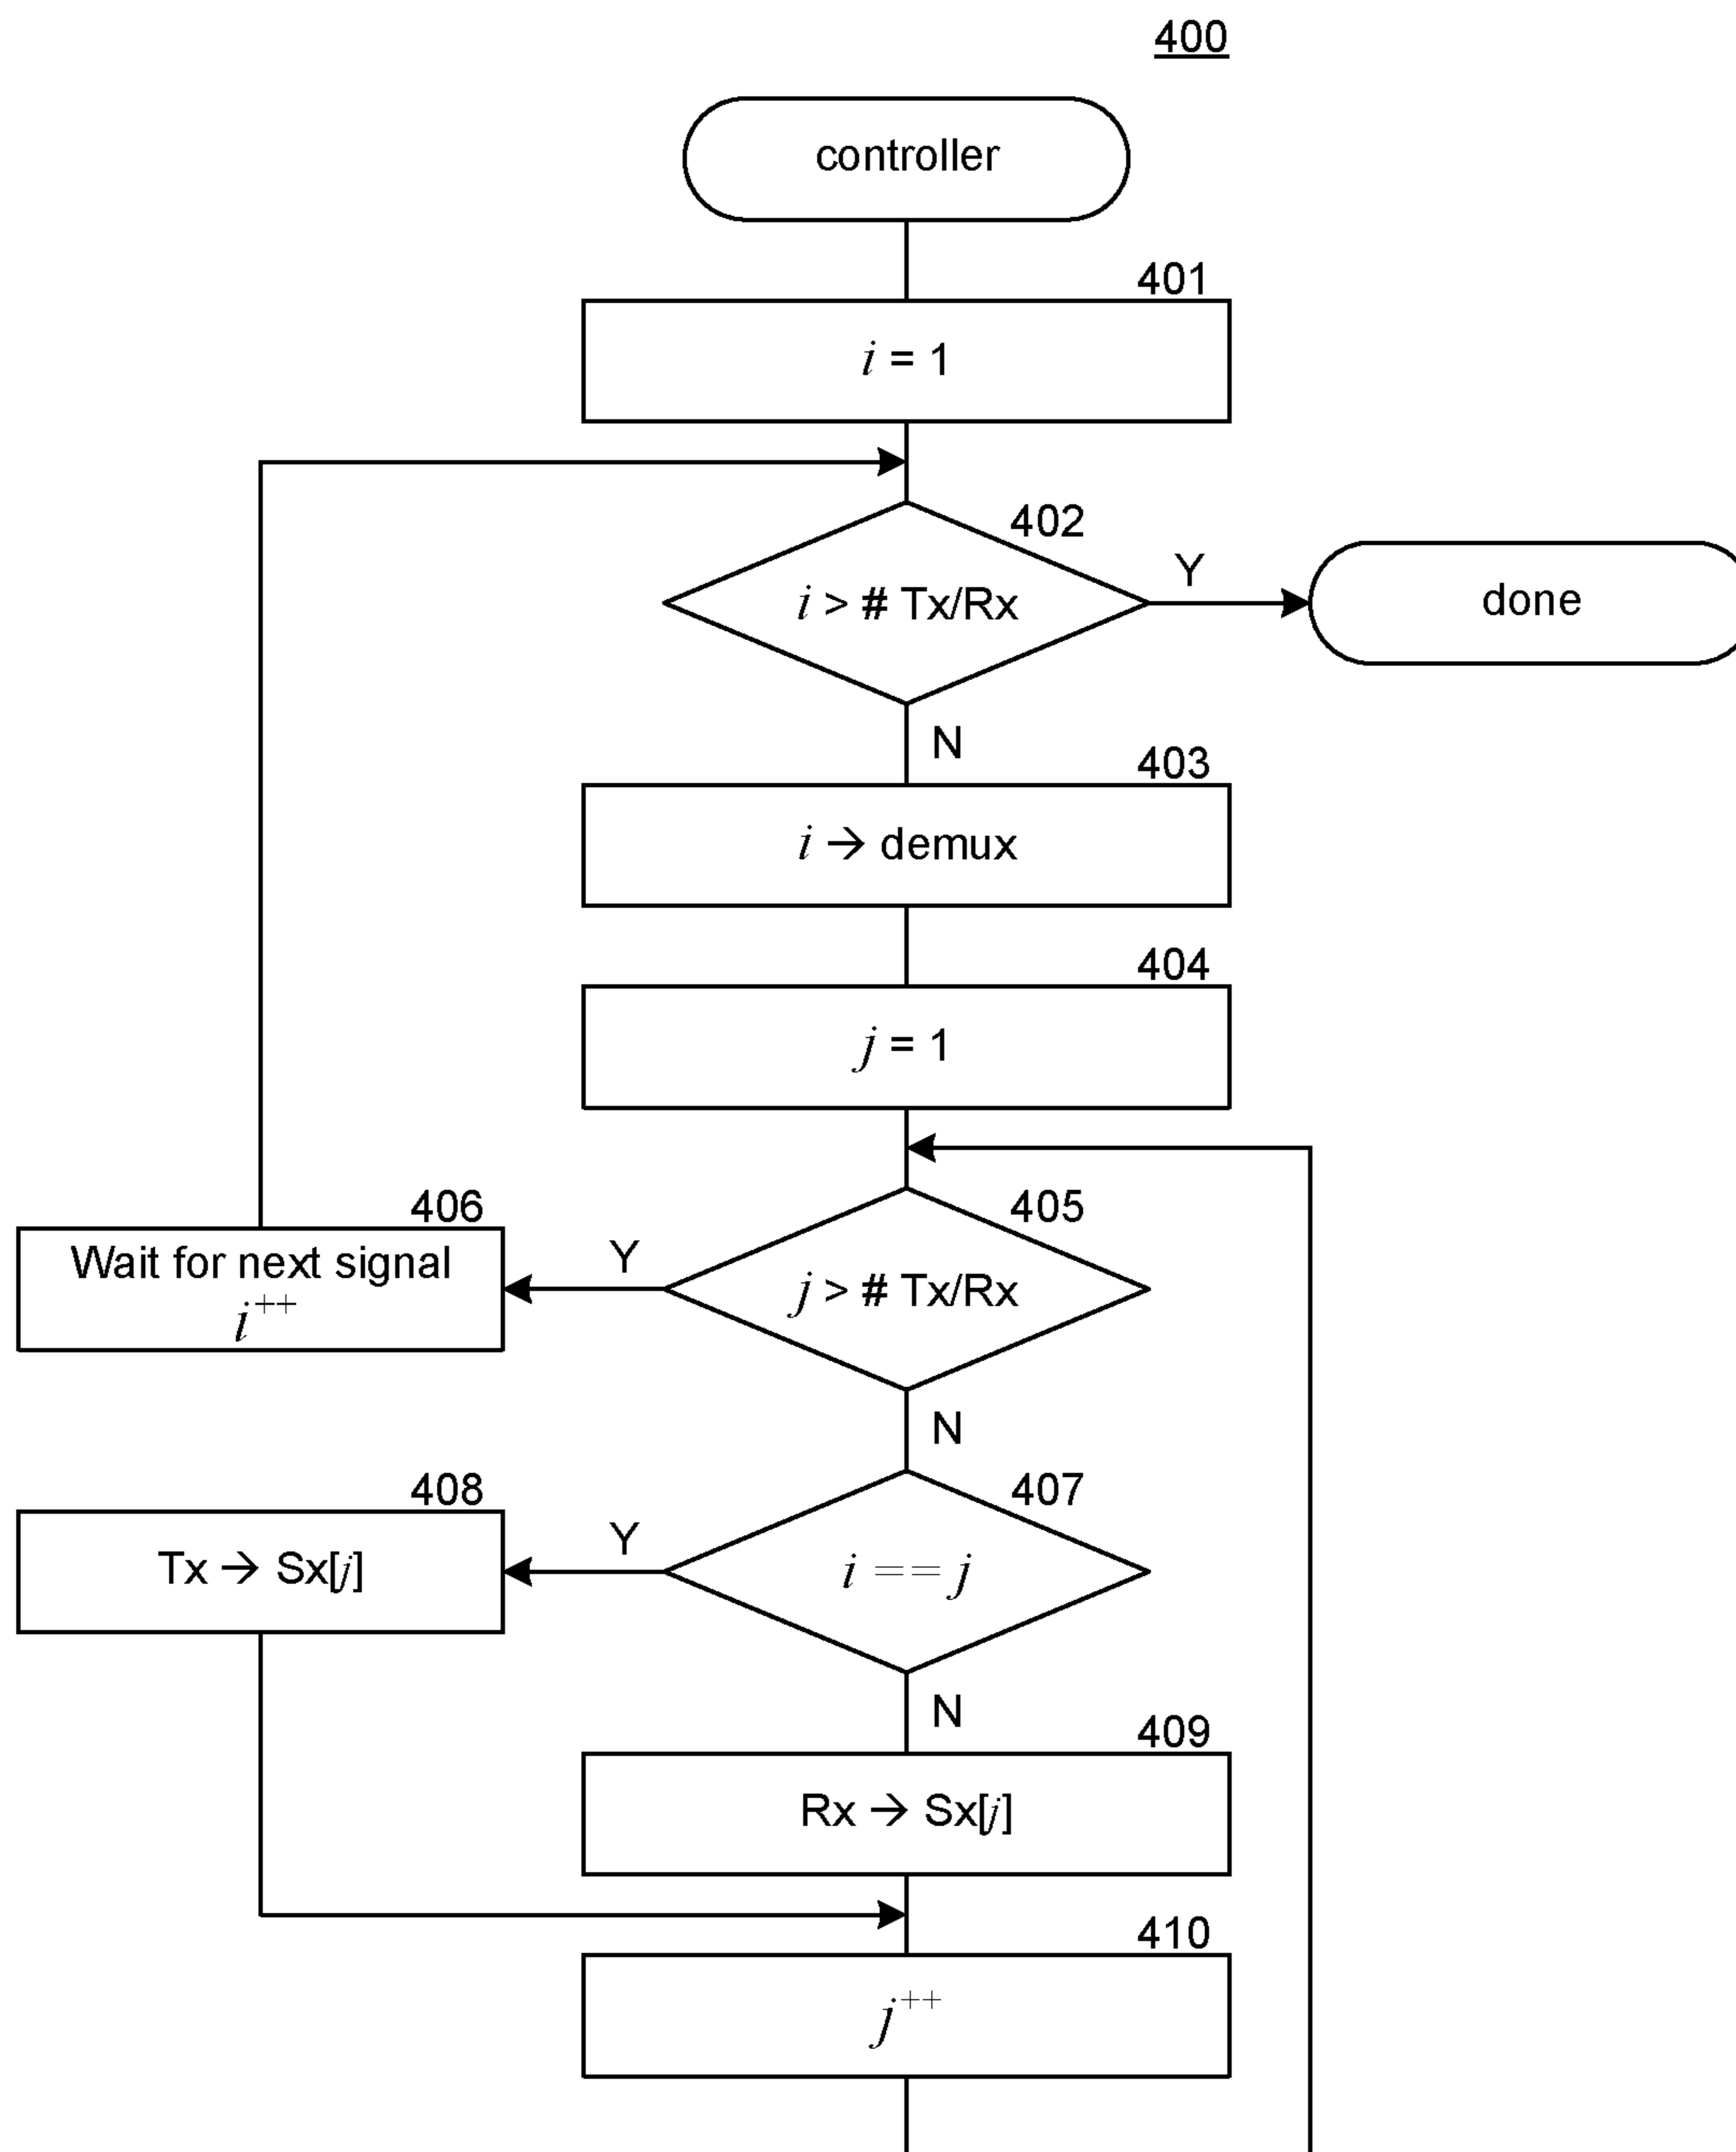 400
controller
401
i = 1
402
i > # Tx/Rx
Y
done
N
403
i → demux
404
j = 1
406
405
Wait for next signal
i++
Y
j > # Tx/Rx
N
408
407
Tx → Sx[j]
Y
i == j
N
409
Rx → Sx[j]
410
j++